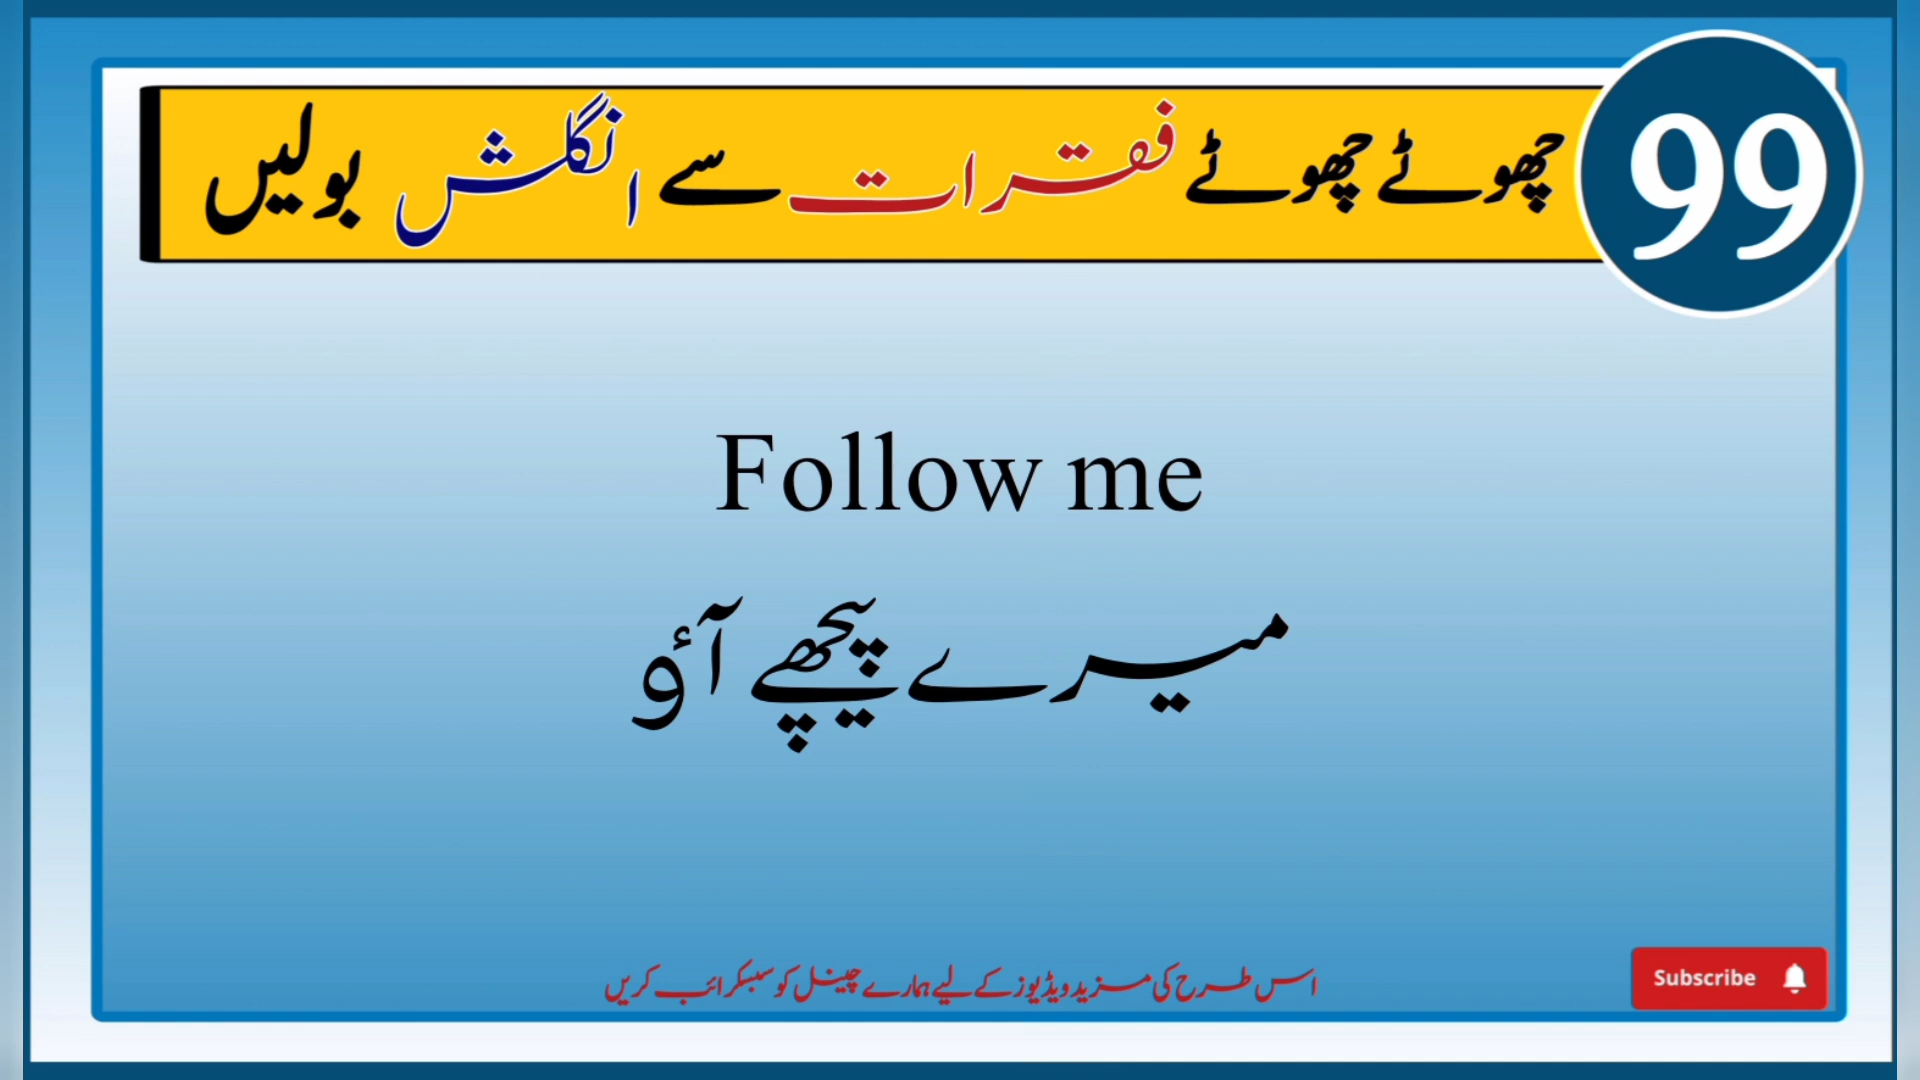 99 چھوٹے چھوٹے فقرات سے انگلش بولیں
Follow me
میرے پیچھے آؤ
اس طرح کی مزید ویڈیوز کے لیے ہمارے چینل کو سبسکرائب کریں
Subscribe